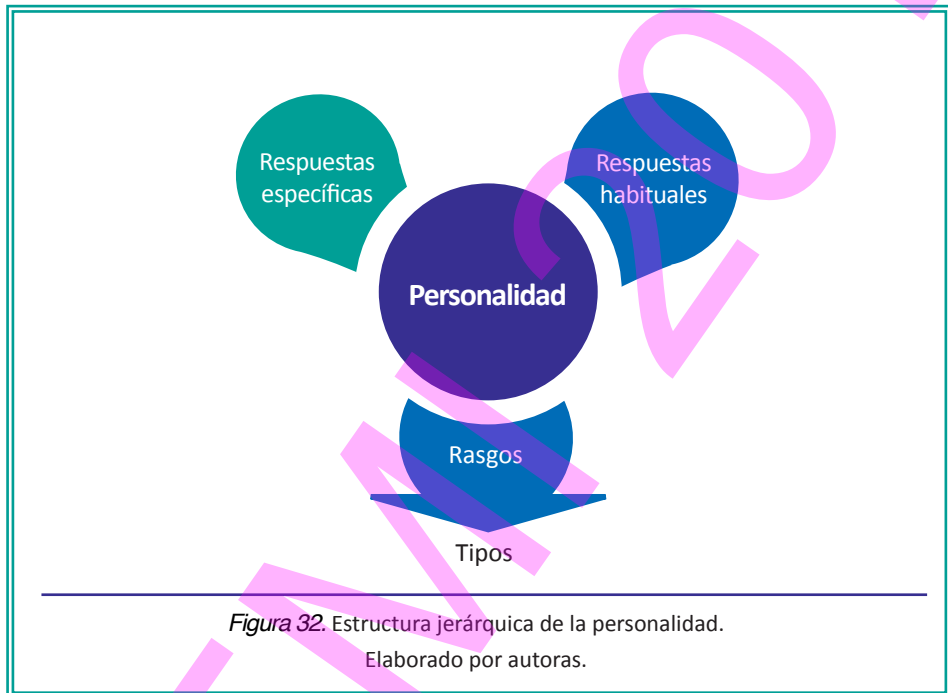 Respuestas
específicas
Respuestas
habituales
Personalidad
Rasgos
Tipos
Figura 32. Estructura jerárquica de la personalidad.
Elaborado por autoras.